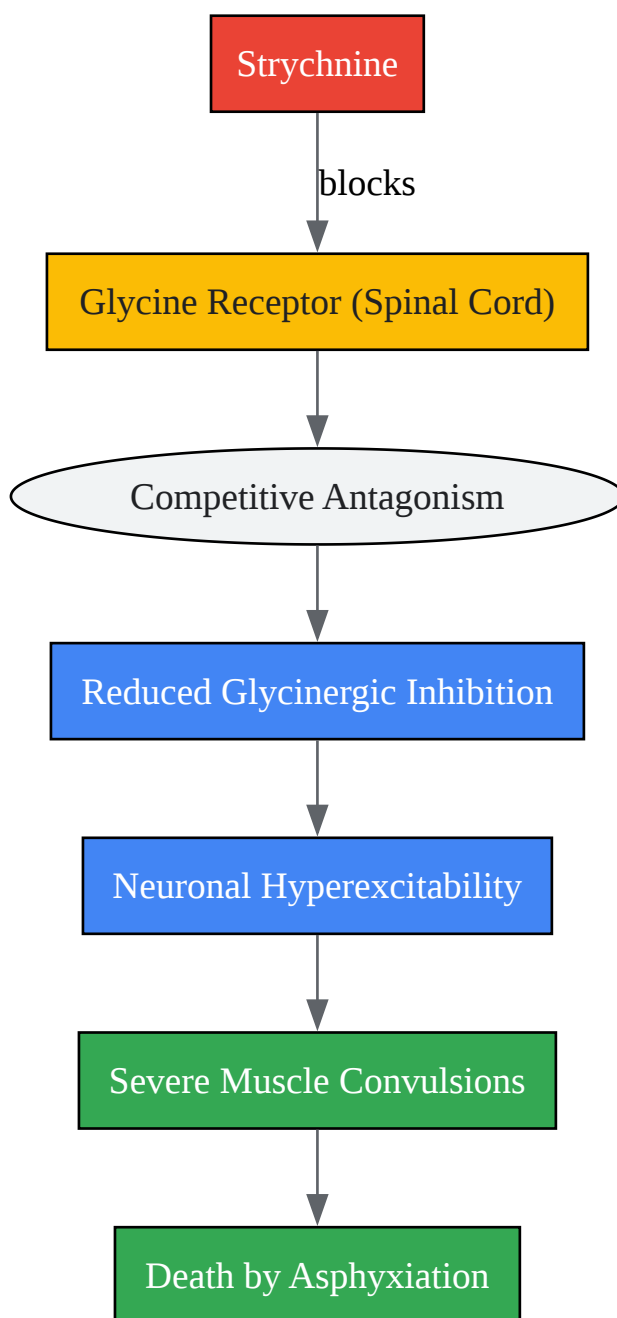 Strychnine
blocks
Glycine Receptor (Spinal Cord)
Competitive Antagonism
Reduced Glycinergic Inhibition
Neuronal Hyperexcitability
Severe Muscle Convulsions
Death by Asphyxiation